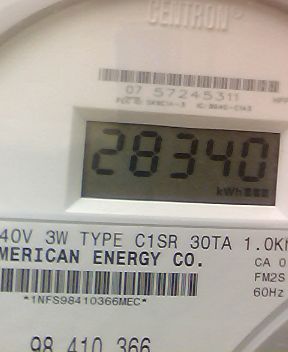 CENTRON®
07 57245311
28340
kWh
40V 3W TYPE C1SR 30TA 1.0Kh
MERICAN ENERGY CO.
CA 0
FM2S
*1NFS98410366MEC*
60Hz
98 410 366